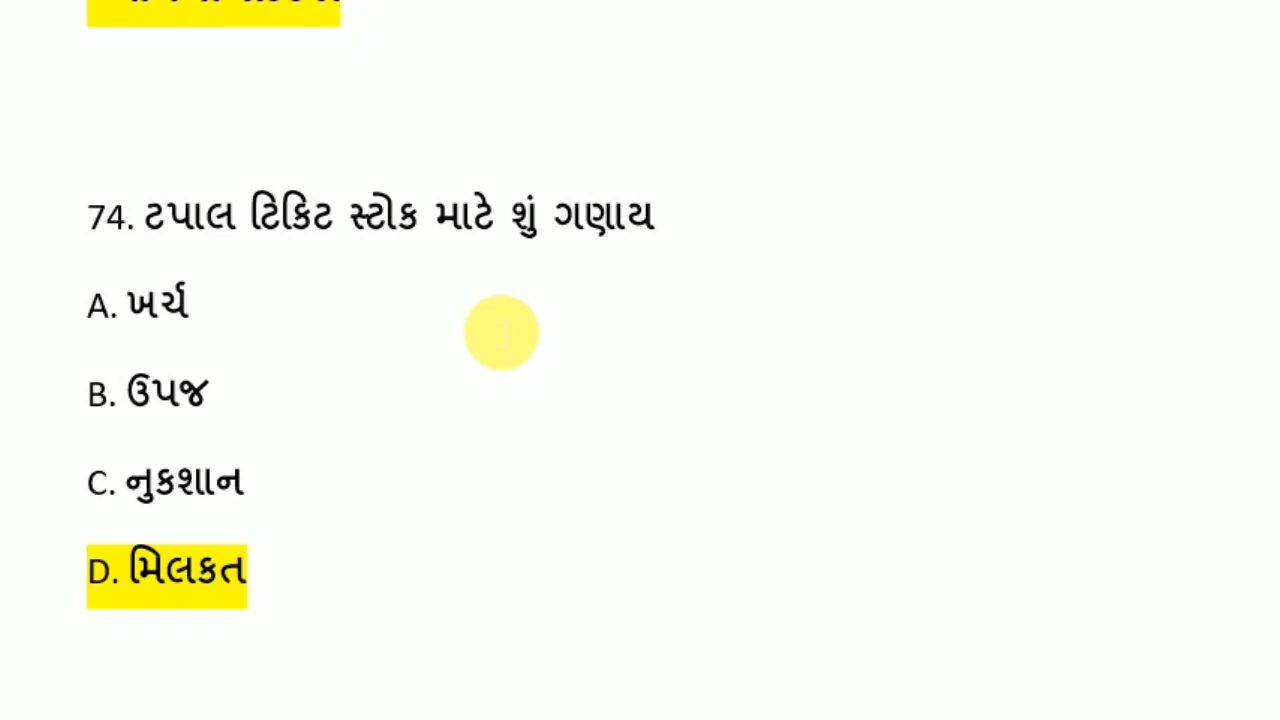 74. ટપાલ ટિકિટ સ્ટોક માટે શું ગણાય
A. ખર્ચ
B. ઉપજ
C. નુકશાન
D. મિલકત